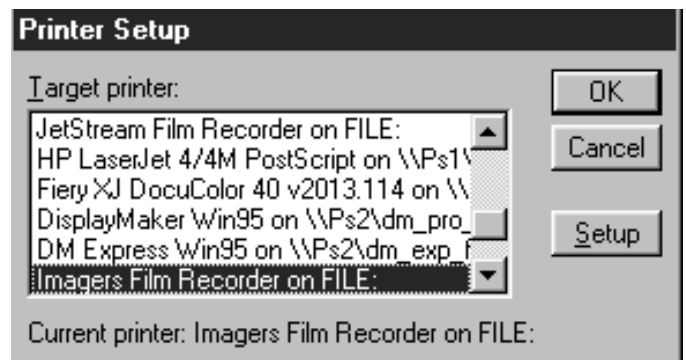 Printer Setup
Target printer:
OK
JetStream Film Recorder on FILE:
HP LaserJet 4/4M PostScript on \\Ps1\
Cancel
Fiery XJ DocuColor 40 v2013.114 on \\
DisplayMaker Win95 on \\Ps2\dm_pro_
Setup
DM Express Win95 on \\Ps2\dm_exp_
Imagers Film Recorder on FILE:
Current printer: Imagers Film Recorder on FILE: